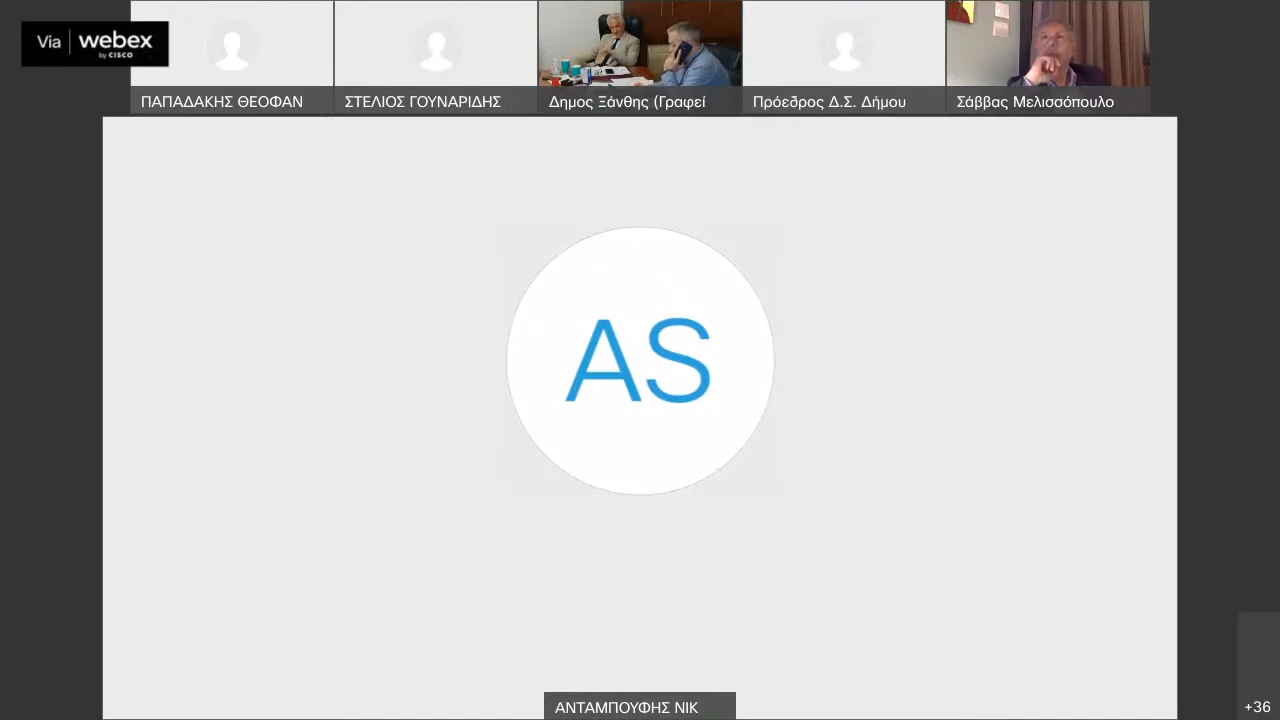 Via webex
by CISCO
ΠΑΠΑΔΑΚΗΣ ΘΕΟΦΑΝ
ΣΤΕΛΙΟΣ ΓΟΥΝΑΡΙΔΗΣ
Δημος Ξάνθης (Γραφεί
Πρόεδρος Δ.Σ. Δήμου
Σάββας Μελισσόπουλο
AS
ΑΝΤΑΜΠΟΥΦΗΣ ΝΙΚ
+36